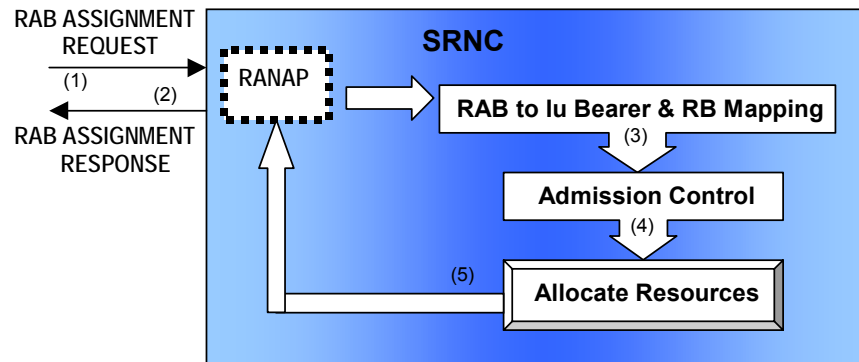 RAB ASSIGNMENT
REQUEST
(1)
(2)
RAB ASSIGNMENT
RESPONSE
SRNC
RANAP
RAB to Iu Bearer & RB Mapping
(3)
Admission Control
(4)
Allocate Resources
(5)